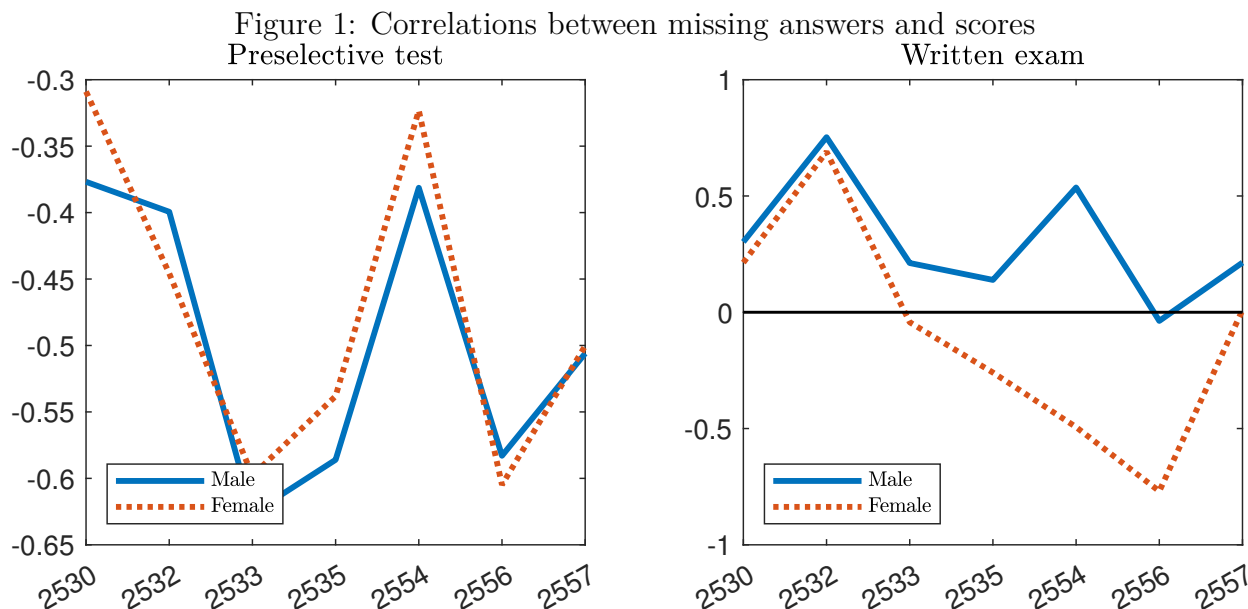 Figure 1: Correlations between missing answers and scores
Preselective test
-0.3
-0.35
-0.4
-0.45
-0.5
-0.55
-0.6
-0.65
Male
Female
2530 2532 2533 2535 2554 2556 2557
Written exam
1
0.5
0
-0.5
-1
Male
Female
2530 2532 2533 2535 2554 2556 2557